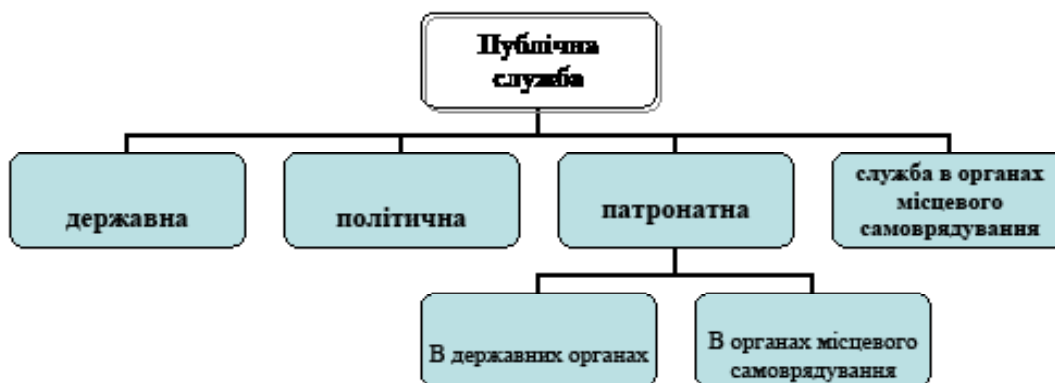 Публічна
служба
державна
політична
патронатна
служба в органах
місцевого
самоврядування
В державних органах
В органах місцевого
самоврядування